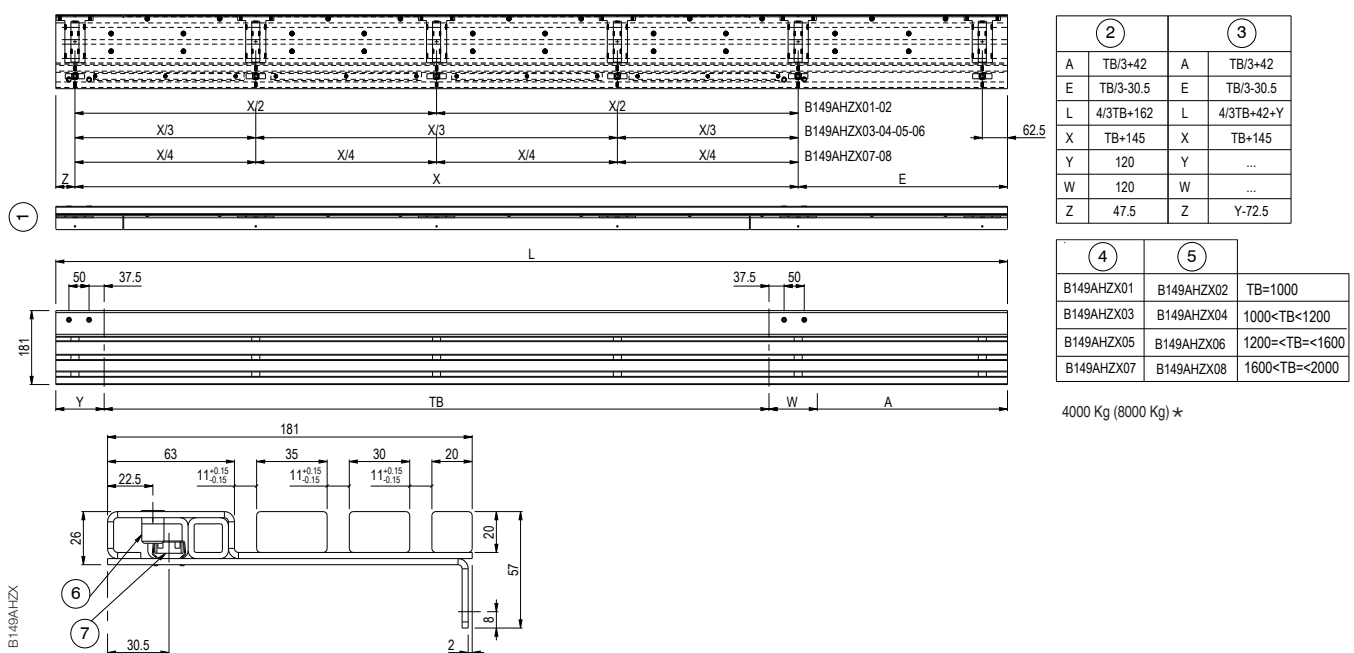 X/2 X/2 B149AHZX01-02
X/3 X/3 X/3 B149AHZX03-04-05-06 62.5
X/4 X/4 X/4 X/4 B149AHZX07-08
Z X E
1
L
50 37.5 37.5 50
181
Y TB W A
2 3
A TB/3+42 A TB/3+42
E TB/3-30.5 E TB/3-30.5
L 4/3TB+162 L 4/3TB+42+Y
X TB+145 X TB+145
Y 120 Y ...
W 120 W ...
Z 47.5 Z Y-72.5
4 5
B149AHZX01 B149AHZX02 TB=1000
B149AHZX03 B149AHZX04 1000<TB<1200
B149AHZX05 B149AHZX06 1200=<TB=<1600
B149AHZX07 B149AHZX08 1600<TB=<2000
4000 Kg (8000 Kg) *
181
63 35 30 20
22.5 11+0.15-0.15 11+0.15-0.15 11+0.15-0.15
26 20 57
6
7
8
30.5 2
B149AHZX